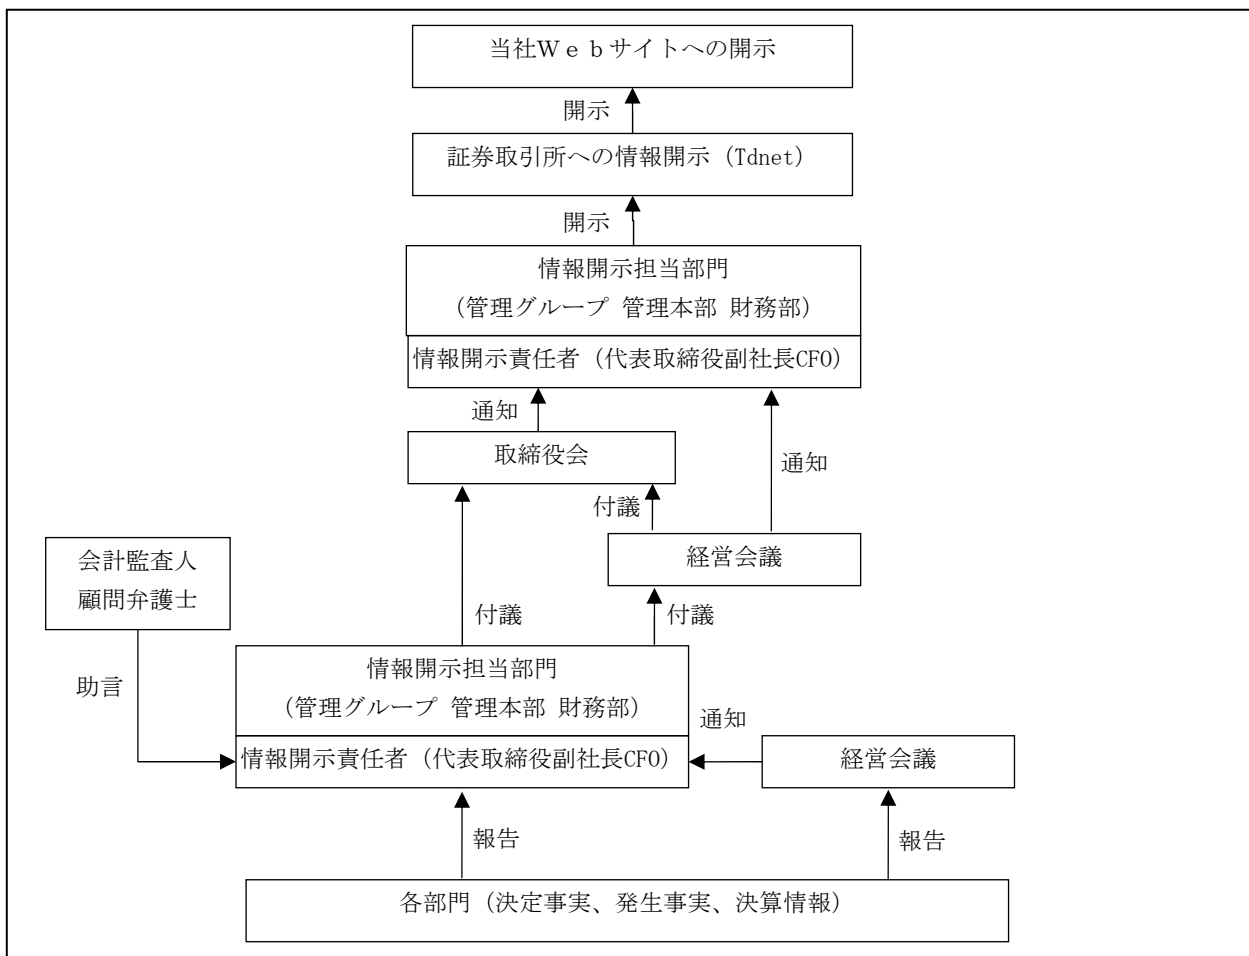 当社Ｗｅｂサイトへの開示
開示
証券取引所への情報開示（Tdnet）
開示
情報開示担当部門
（管理グループ 管理本部 財務部）
情報開示責任者（代表取締役副社長CFO）
通知
通知
取締役会
付議
経営会議
会計監査人
顧問弁護士
付議
付議
助言
情報開示担当部門
（管理グループ 管理本部 財務部）
通知
情報開示責任者（代表取締役副社長CFO）
経営会議
報告
報告
各部門（決定事実、発生事実、決算情報）